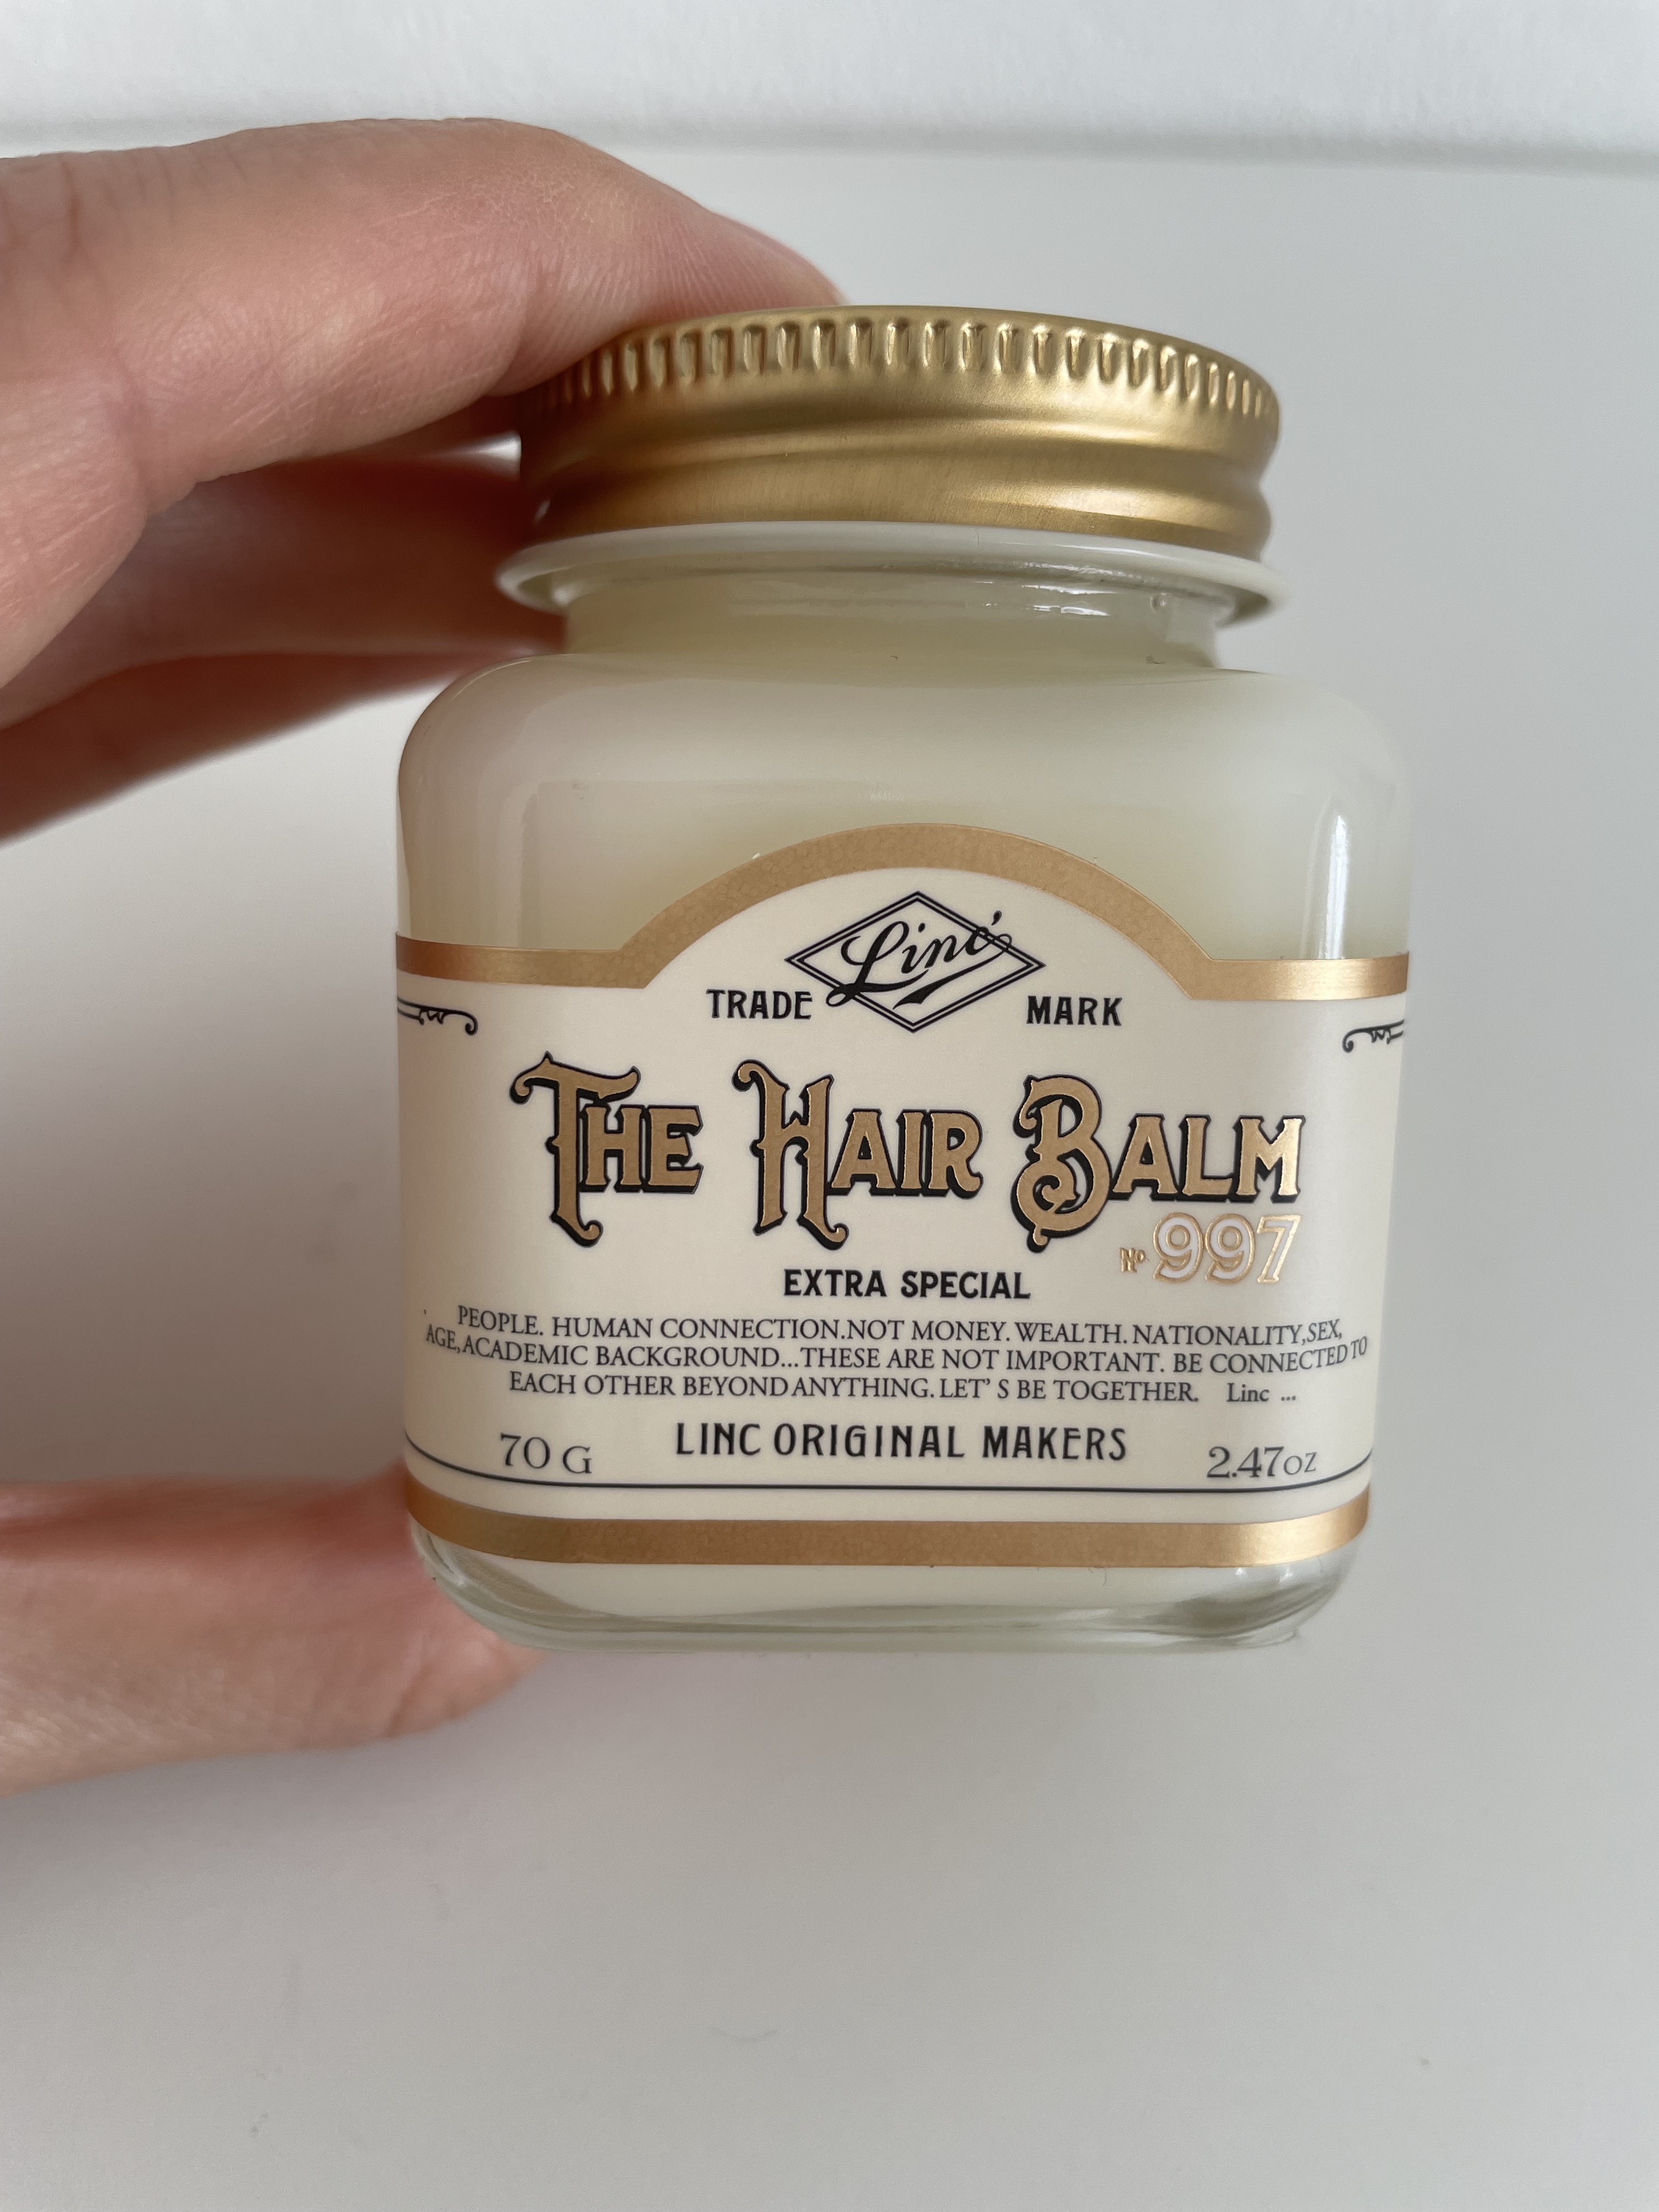 Linc'
TRADE MARK
THE HAIR BALM
No. 997
EXTRA SPECIAL
PEOPLE. HUMAN CONNECTION.NOT MONEY. WEALTH. NATIONALITY,SEX,
AGE,ACADEMIC BACKGROUND...THESE ARE NOT IMPORTANT. BE CONNECTED TO
EACH OTHER BEYOND ANYTHING. LET' S BE TOGETHER. Linc ...
LINC ORIGINAL MAKERS
70 G 2.47oz